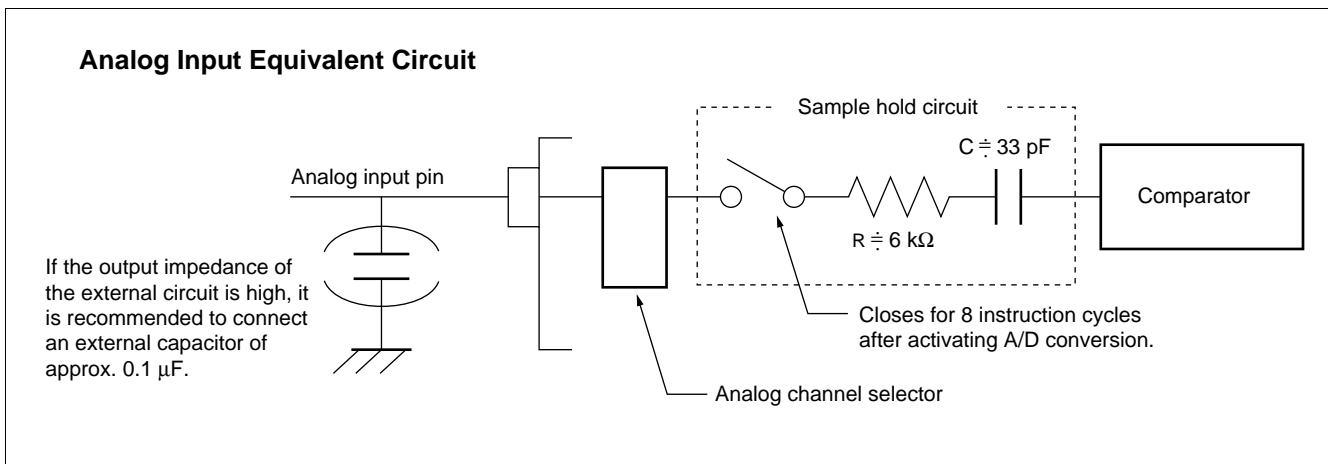 Analog Input Equivalent Circuit
Sample hold circuit
C ≑ 33 pF
Analog input pin
Comparator
R ≑ 6 kΩ
If the output impedance of
the external circuit is high, it
is recommended to connect
an external capacitor of
approx. 0.1 μF.
Closes for 8 instruction cycles
after activating A/D conversion.
Analog channel selector